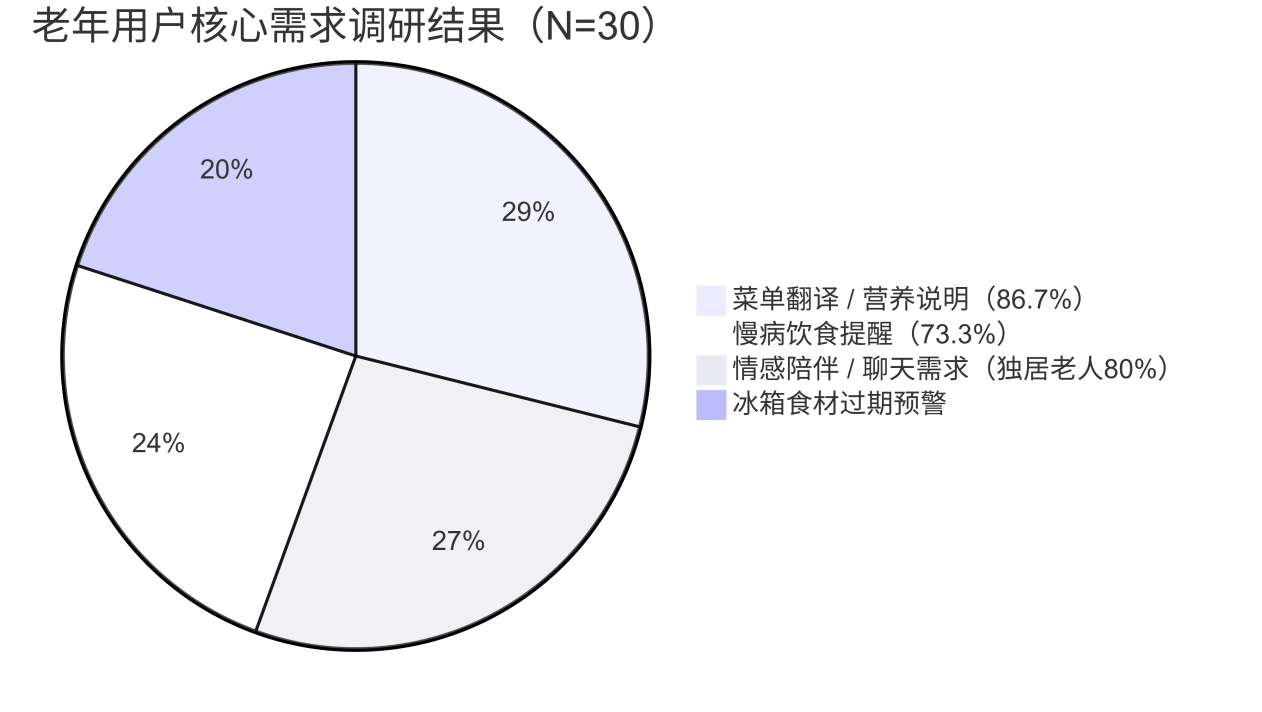 老年用户核心需求调研结果（N=30）
20%
29%
24%
27%
菜单翻译 / 营养说明（86.7%）
慢病饮食提醒（73.3%）
情感陪伴 / 聊天需求（独居老人80%）
冰箱食材过期预警